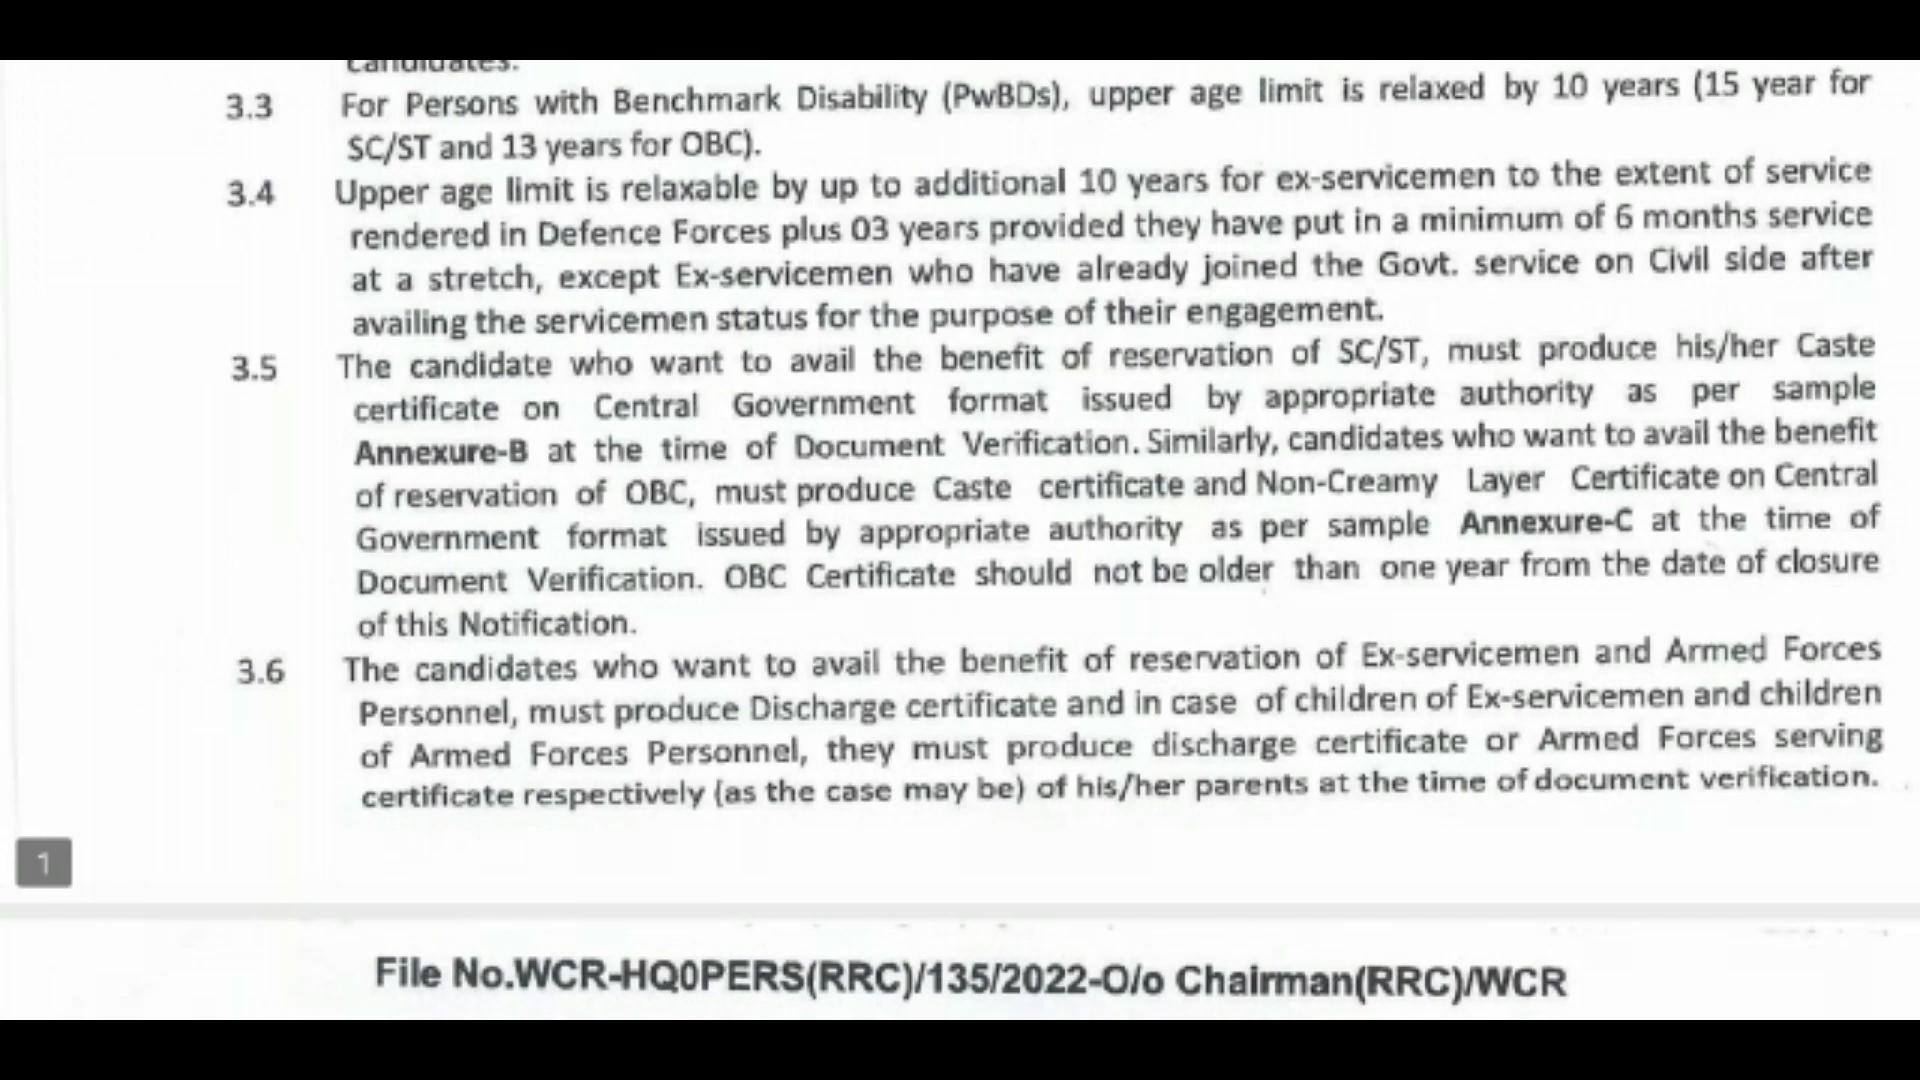 candidates.
3.3 For Persons with Benchmark Disability (PwBDs), upper age limit is relaxed by 10 years (15 year for
SC/ST and 13 years for OBC).
3.4 Upper age limit is relaxable by up to additional 10 years for ex-servicemen to the extent of service
rendered in Defence Forces plus 03 years provided they have put in a minimum of 6 months service
at a stretch, except Ex-servicemen who have already joined the Govt. service on Civil side after
availing the servicemen status for the purpose of their engagement.
3.5 The candidate who want to avail the benefit of reservation of SC/ST, must produce his/her Caste
certificate on Central Government format issued by appropriate authority as per sample
Annexure-B at the time of Document Verification. Similarly, candidates who want to avail the benefit
of reservation of OBC, must produce Caste certificate and Non-Creamy Layer Certificate on Central
Government format issued by appropriate authority as per sample Annexure-C at the time of
Document Verification. OBC Certificate should not be older than one year from the date of closure
of this Notification.
3.6 The candidates who want to avail the benefit of reservation of Ex-servicemen and Armed Forces
Personnel, must produce Discharge certificate and in case of children of Ex-servicemen and children
of Armed Forces Personnel, they must produce discharge certificate or Armed Forces serving
certificate respectively (as the case may be) of his/her parents at the time of document verification.
1
File No.WCR-HQ0PERS(RRC)/135/2022-O/o Chairman(RRC)/WCR